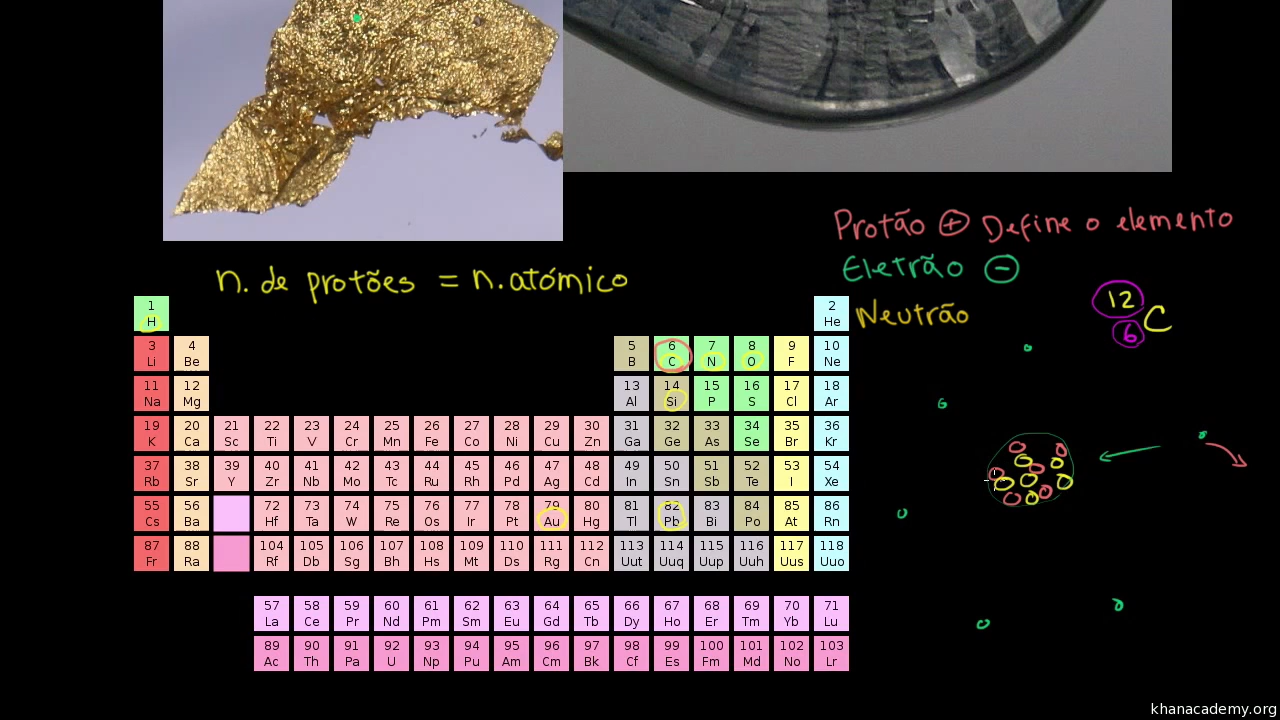 Protão + Define o elemento
Eletrão -
n. de protões = n.atómico
Neutrão
12
6 C
1 2
H He
3 4 5 6 7 8 9 10
Li Be B C N O F Ne
11 12 13 14 15 16 17 18
Na Mg Al Si P S Cl Ar
19 20 21 22 23 24 25 26 27 28 29 30 31 32 33 34 35 36
K Ca Sc Ti V Cr Mn Fe Co Ni Cu Zn Ga Ge As Se Br Kr
37 38 39 40 41 42 43 44 45 46 47 48 49 50 51 52 53 54
Rb Sr Y Zr Nb Mo Tc Ru Rh Pd Ag Cd In Sn Sb Te I Xe
55 56 72 73 74 75 76 77 78 79 80 81 82 83 84 85 86
Cs Ba Hf Ta W Re Os Ir Pt Au Hg Tl Pb Bi Po At Rn
87 88 104 105 106 107 108 109 110 111 112 113 114 115 116 117 118
Fr Ra Rf Db Sg Bh Hs Mt Ds Rg Cn Uut Uuq Uup Uuh Uus Uuo
57 58 59 60 61 62 63 64 65 66 67 68 69 70 71
La Ce Pr Nd Pm Sm Eu Gd Tb Dy Ho Er Tm Yb Lu
89 90 91 92 93 94 95 96 97 98 99 100 101 102 103
Ac Th Pa U Np Pu Am Cm Bk Cf Es Fm Md No Lr
khanacademy.org